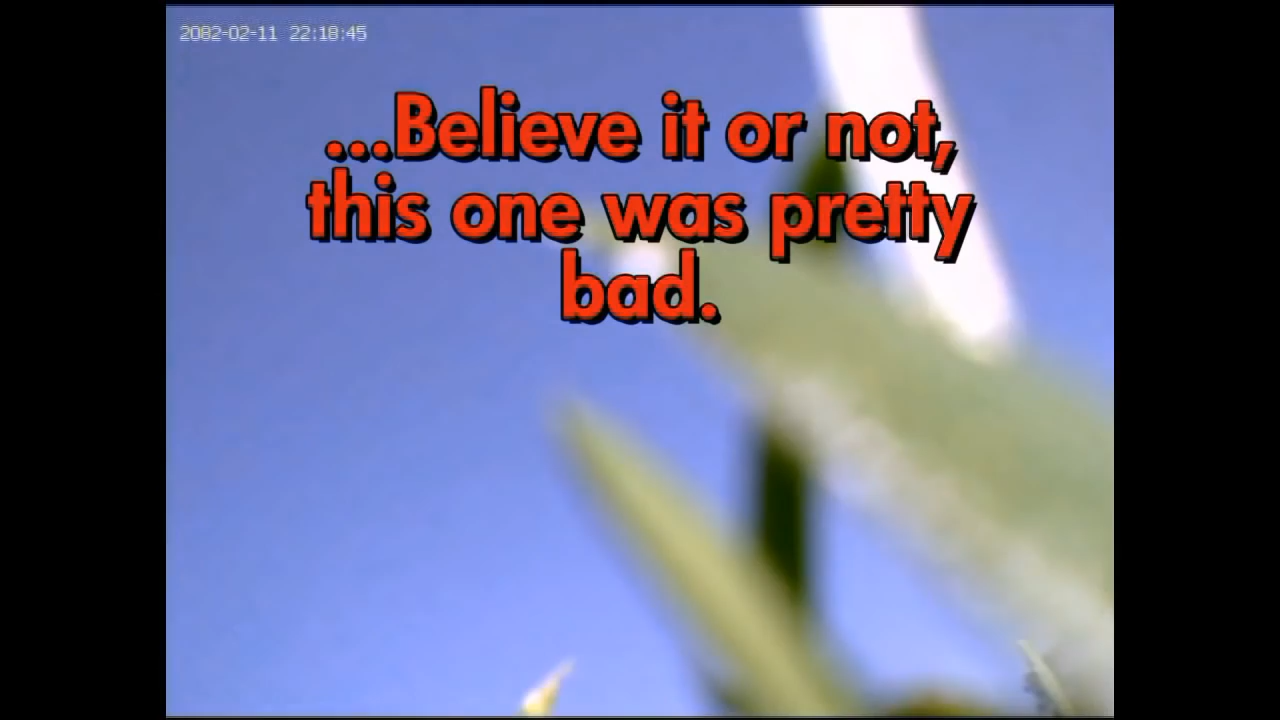 2082-02-11 22:18:45
...Believe it or not,
this one was pretty
bad.